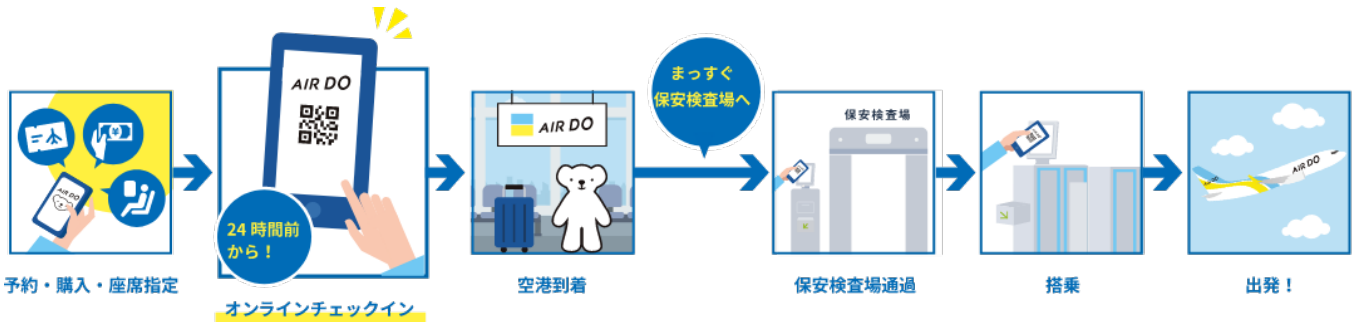 AIR DO
予約・購入・座席指定
AIR DO
24時間前
から！
オンラインチェックイン
AIR DO
空港到着
まっすぐ
保安検査場へ
保安検査場
保安検査場通過
搭乗
AIR DO
出発！